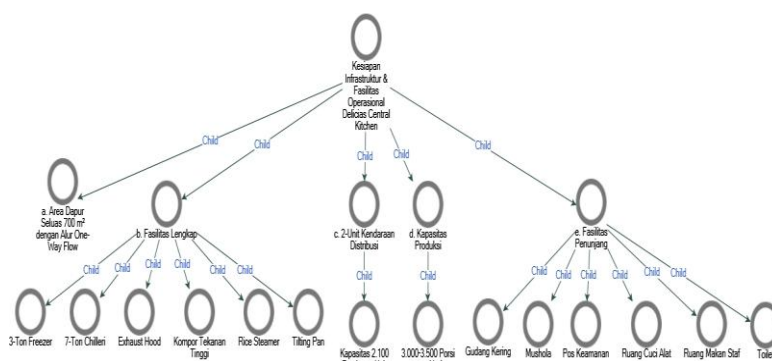 Kesiapan
Infrastruktur &
Fasilitas
Operasional
Delicias Central
Kitchen
Child
Child
Child
Child
Child
a. Area Dapur
Seluas 700 m²
dengan Alur One-
Way Flow
b. Fasilitas Lengkap
c. 2-Unit Kendaraan
Distribusi
d. Kapasitas
Produksi
e. Fasilitas
Penunjang
Child
Child
Child
Child
Child
Child
Child
Child
Child
Child
Child
Child
Child
Child
3-Ton Freezer
7-Ton Chilleri
Exhaust Hood
Kompor Tekanan
Tinggi
Rice Steamer
Tilting Pan
Kapasitas 2.100
3.000-3.500 Porsi
Gudang Kering
Mushola
Pos Keamanan
Ruang Cuci Alat
Ruang Makan Staf